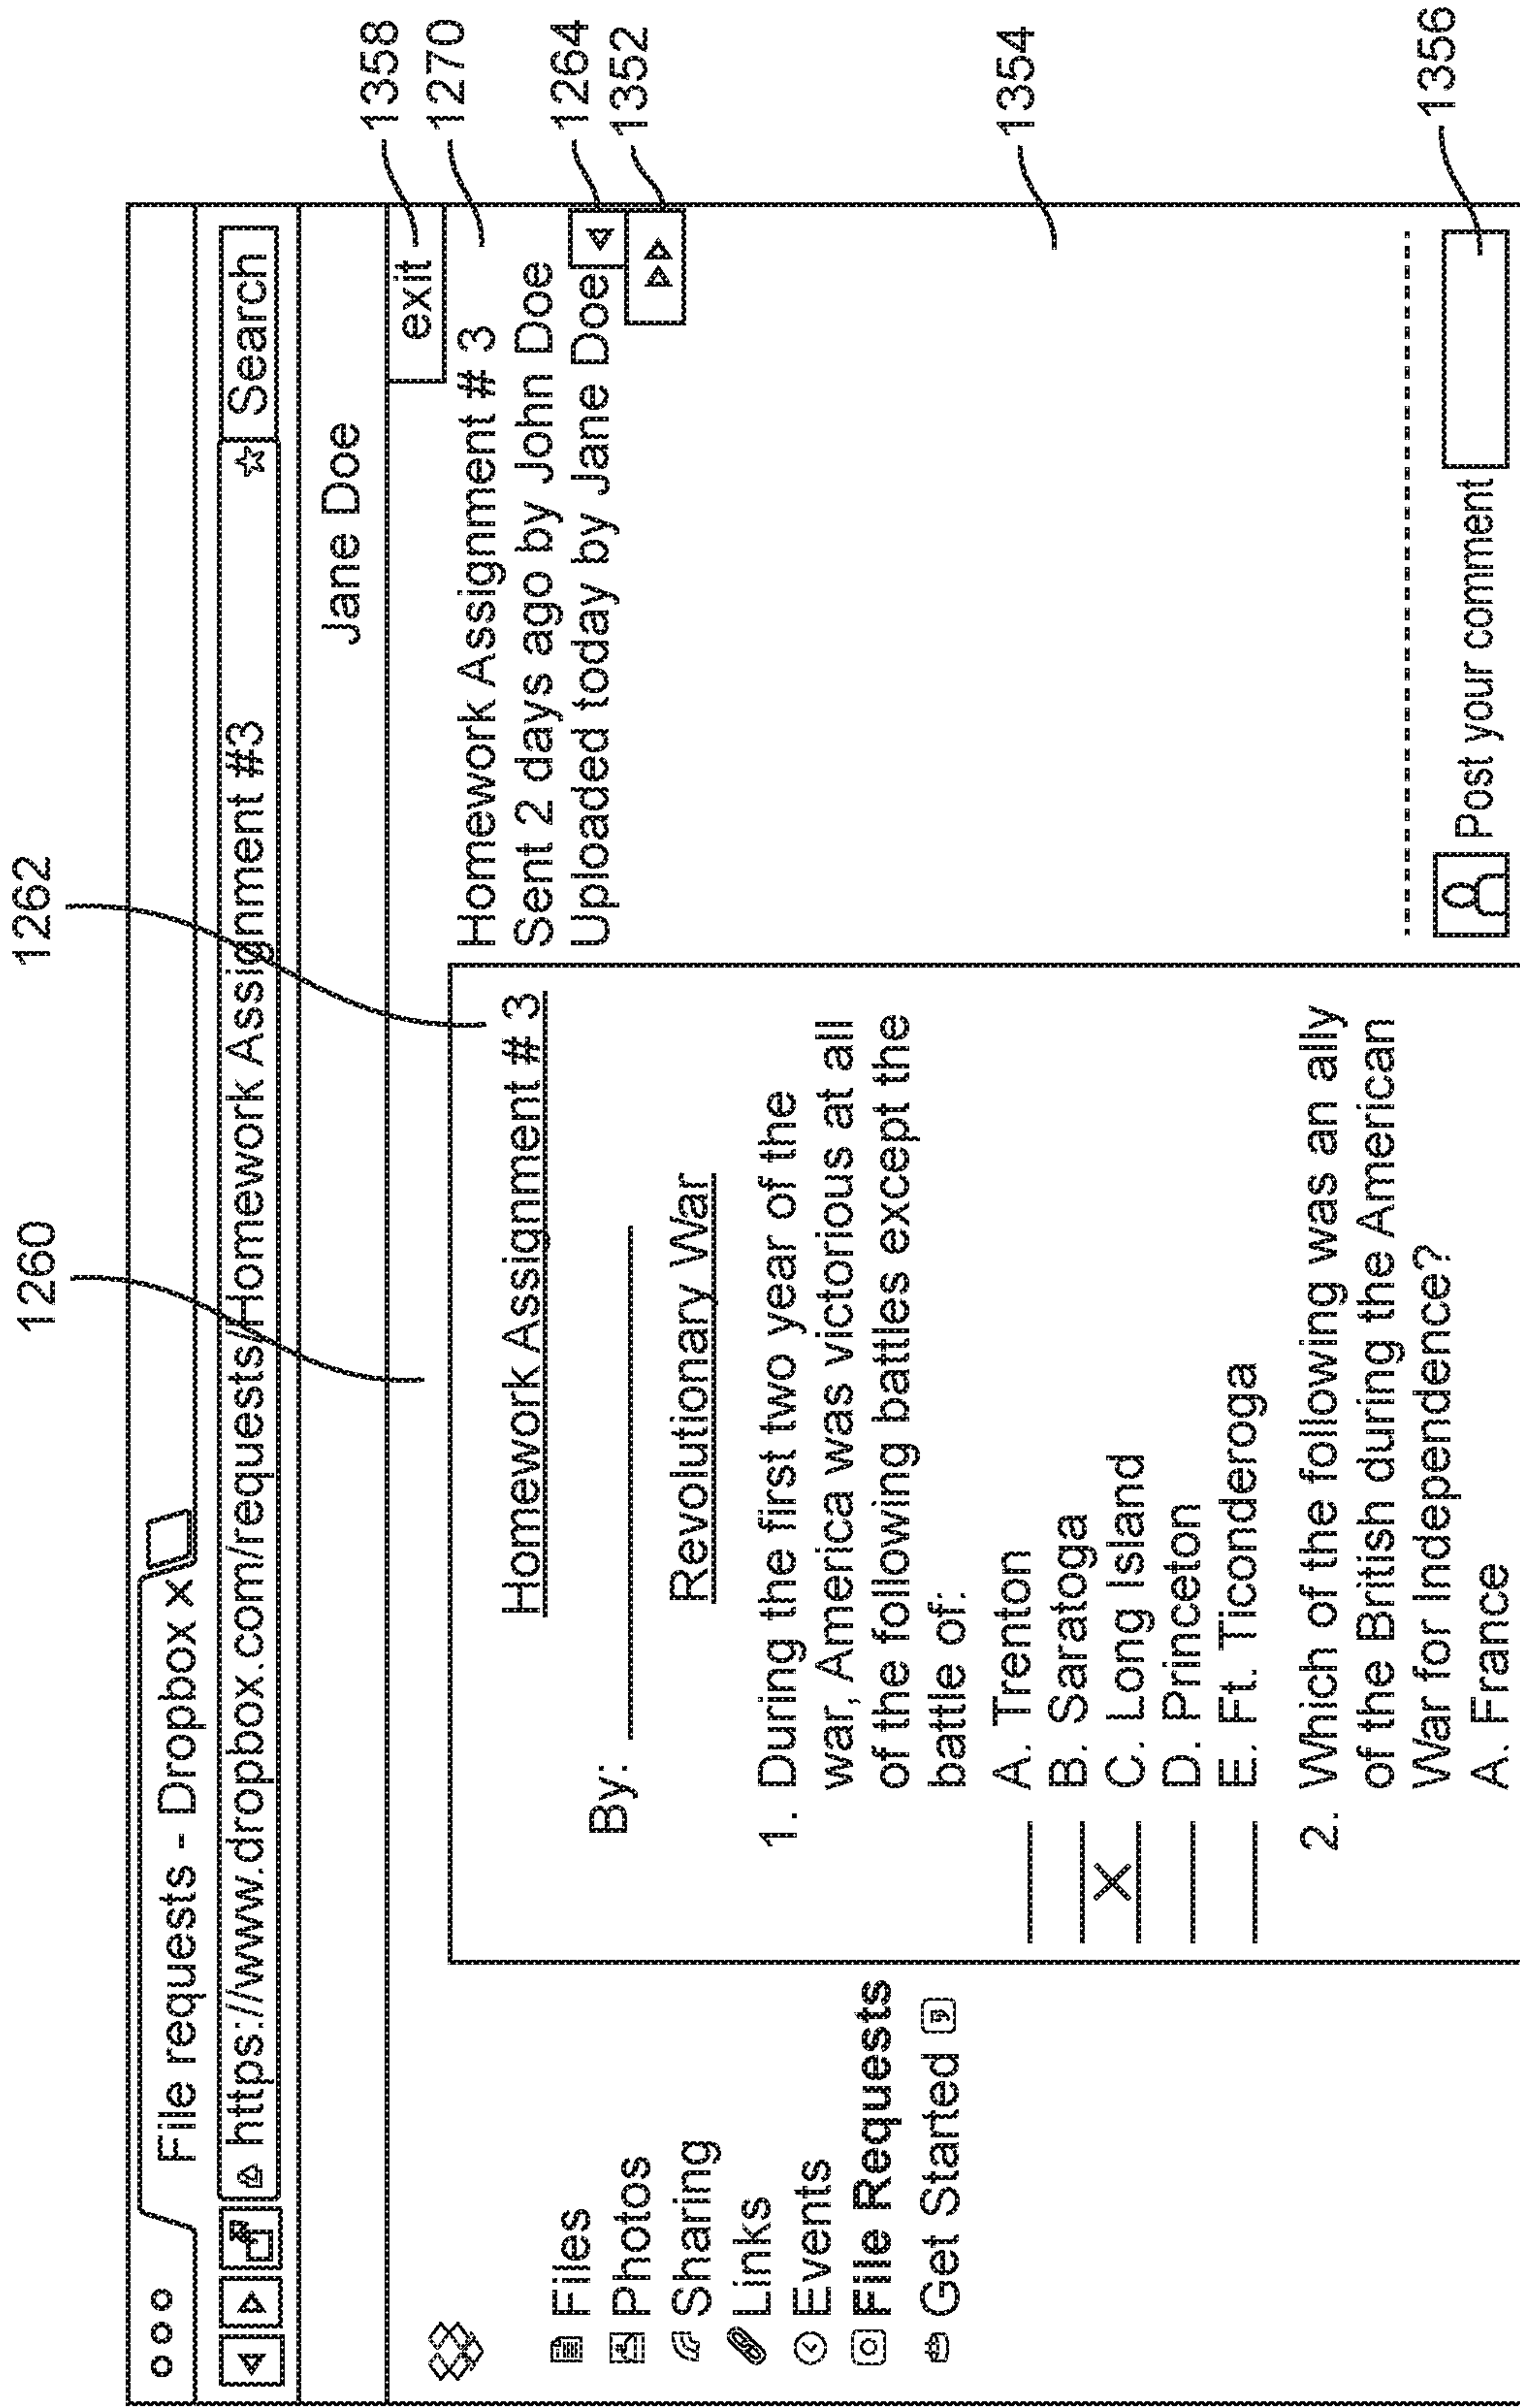 1260
1262
File requests - Dropbox x
https://www.dropbox.com/requests/Homework Assignment #3
Search
Jane Doe
exit
1358
1270
1264
1352
1354
1356
Files
Photos
Sharing
Links
Events
File Requests
Get Started
Homework Assignment # 3
By:
Revolutionary War
1. During the first two year of the
war, America was victorious at all
of the following battles except the
battle of:
A. Trenton
B. Saratoga
X C. Long Island
D. Princeton
E. Ft. Ticonderoga
2. Which of the following was an ally
of the British during the American
War for Independence?
A. France
Homework Assignment # 3
Sent 2 days ago by John Doe
Uploaded today by Jane Doe
Post your comment